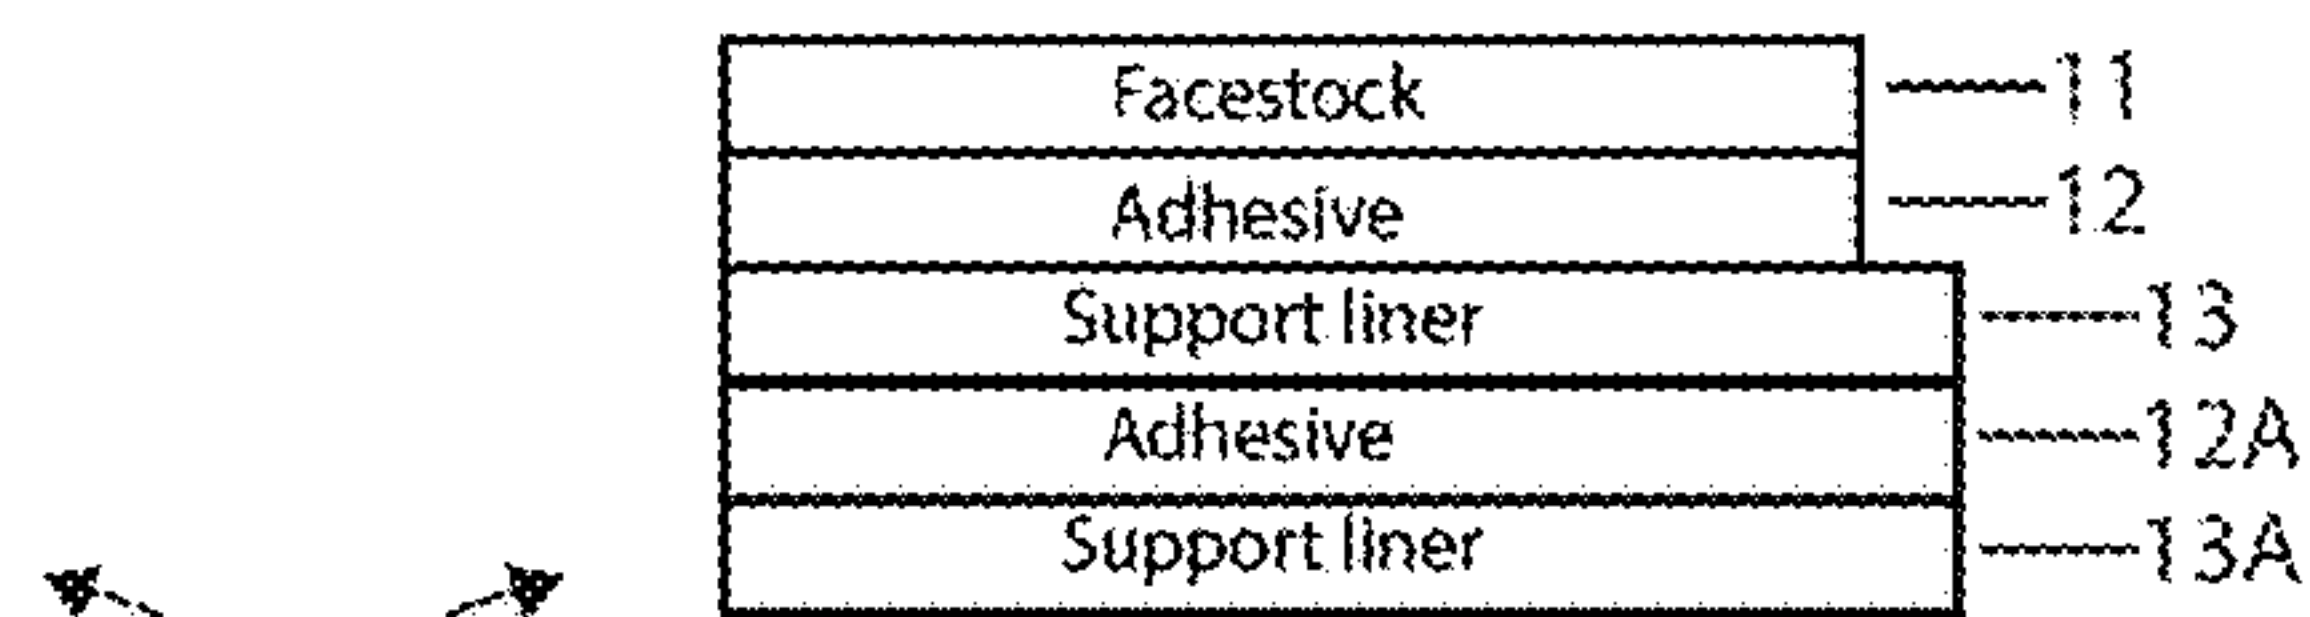 Facestock 11
Adhesive 12
Support liner 13
Adhesive 12A
Support liner 13A